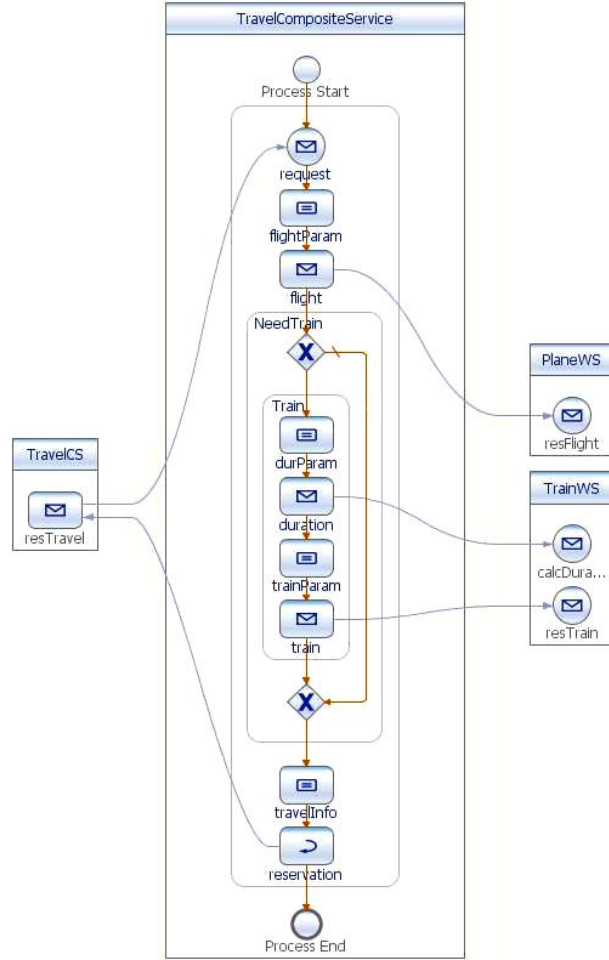 TravelCompositeService
Process Start
request
flightParam
flight
NeedTrain
Train
durParam
duration
trainParam
train
travelInfo
reservation
Process End
TravelCS
resTravel
PlaneWS
resFlight
TrainWS
calcDura...
resTrain